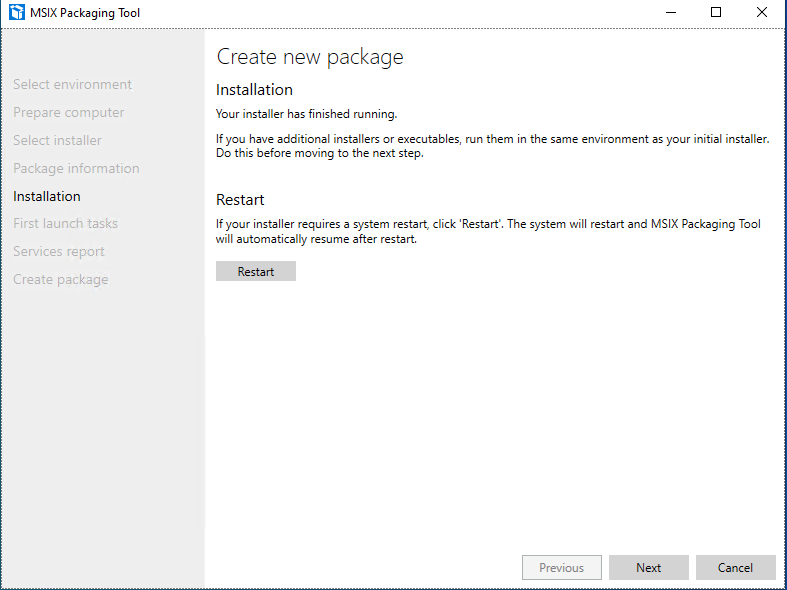 MSIX Packaging Tool
Select environment
Prepare computer
Select installer
Package information
Installation
First launch tasks
Services report
Create package
Create new package
Installation
Your installer has finished running.
If you have additional installers or executables, run them in the same environment as your initial installer.
Do this before moving to the next step.
Restart
If your installer requires a system restart, click 'Restart'. The system will restart and MSIX Packaging Tool
will automatically resume after restart.
Restart
Previous
Next
Cancel